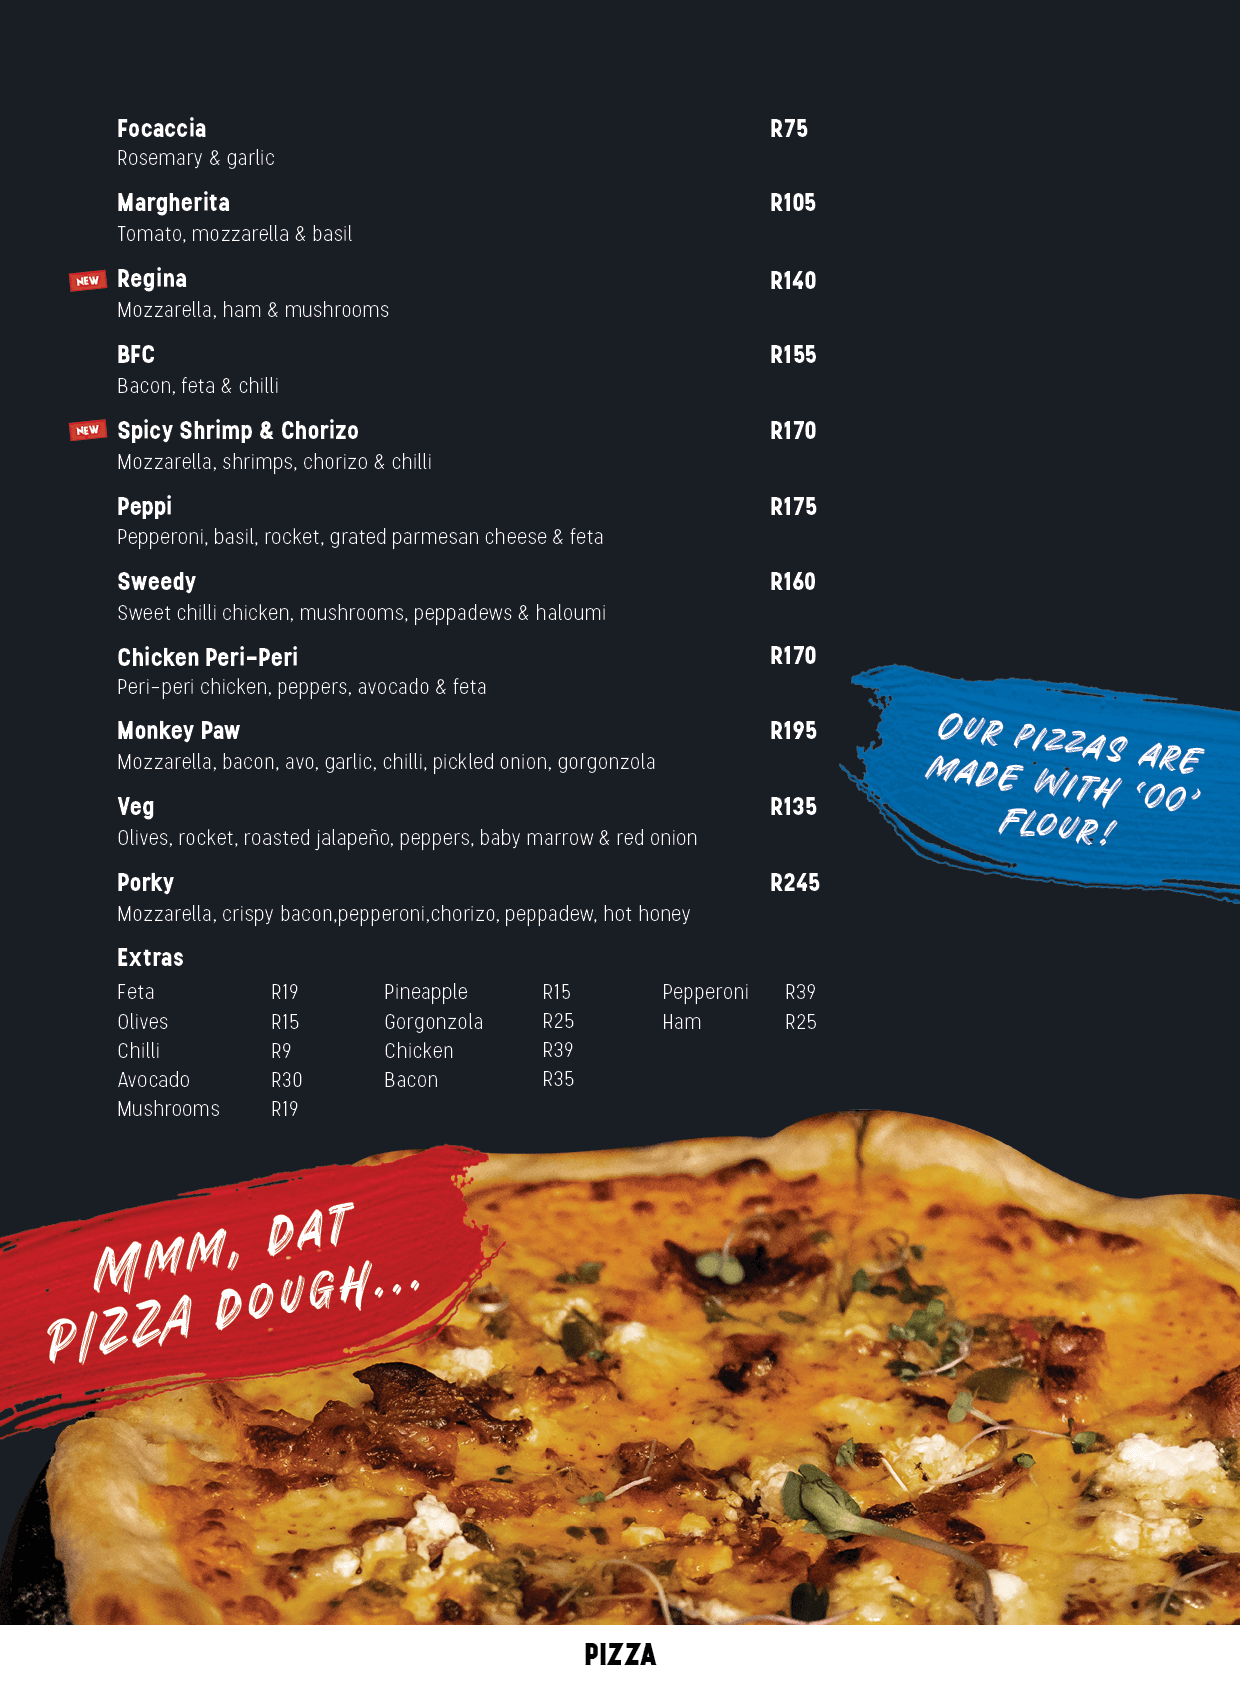 Focaccia R75
Rosemary & garlic
Margherita R105
Tomato, mozzarella & basil
NEW Regina R140
Mozzarella, ham & mushrooms
BFC R155
Bacon, feta & chilli
NEW Spicy Shrimp & Chorizo R170
Mozzarella, shrimps, chorizo & chilli
Peppi R175
Pepperoni, basil, rocket, grated parmesan cheese & feta
Sweedy R160
Sweet chilli chicken, mushrooms, peppadews & haloumi
Chicken Peri-Peri R170
Peri-peri chicken, peppers, avocado & feta
Monkey Paw R195
Mozzarella, bacon, avo, garlic, chilli, pickled onion, gorgonzola
Veg R135
Olives, rocket, roasted jalapeño, peppers, baby marrow & red onion
Porky R245
Mozzarella, crispy bacon,pepperoni,chorizo, peppadew, hot honey
OUR PIZZAS ARE
MADE WITH ‘00’
FLOUR!
Extras
Feta R19 Pineapple R15 Pepperoni R39
Olives R15 Gorgonzola R25 Ham R25
Chilli R9 Chicken R39
Avocado R30 Bacon R35
Mushrooms R19
MMM, DAT
PIZZA DOUGH...
PIZZA